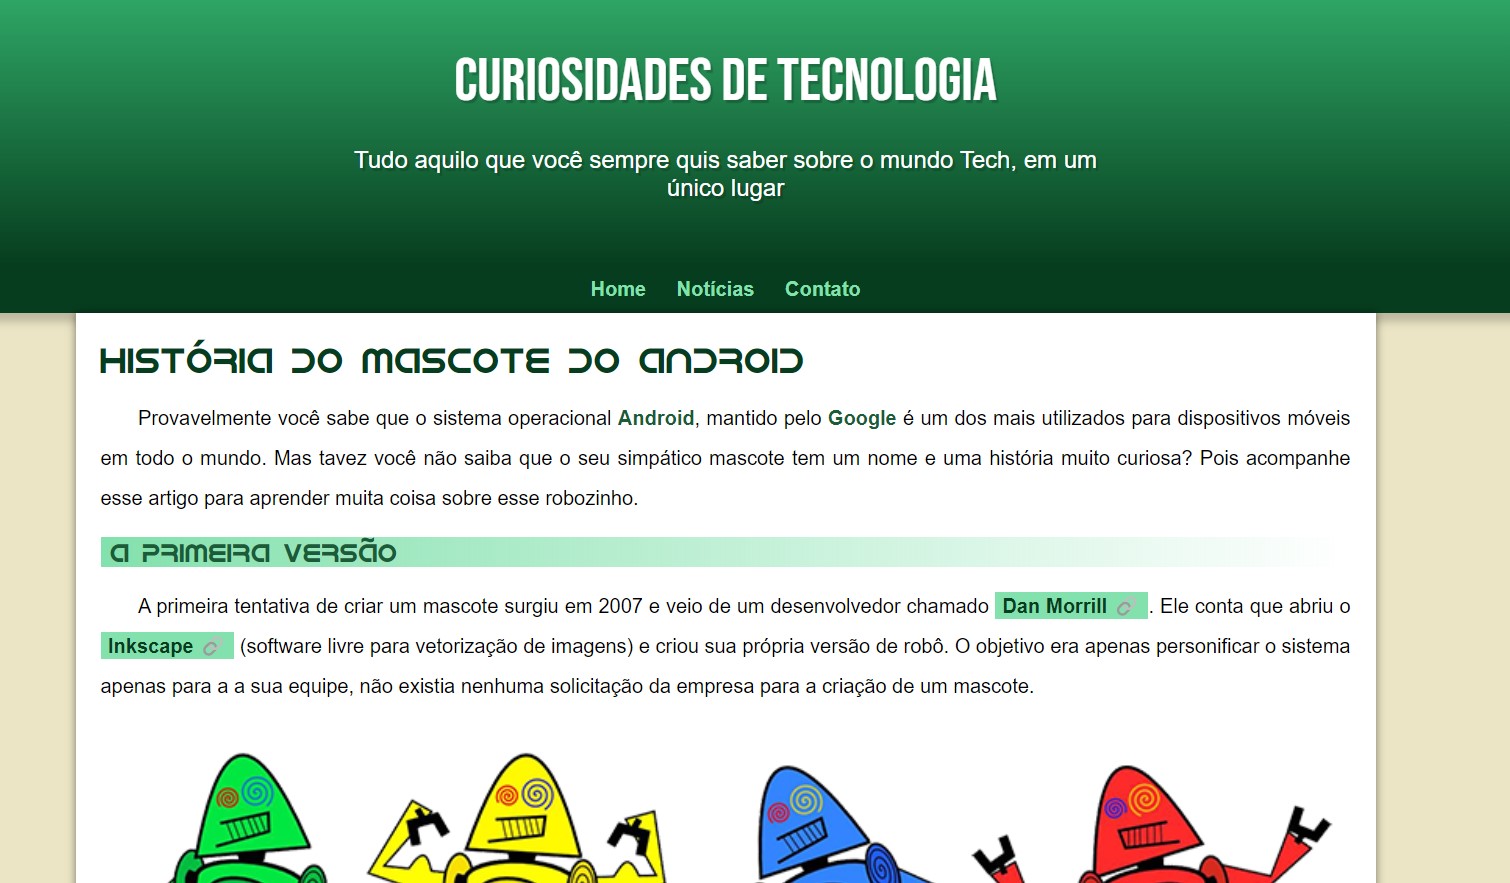 CURIOSIDADES DE TECNOLOGIA
Tudo aquilo que você sempre quis saber sobre o mundo Tech, em um
único lugar
Home Notícias Contato
HISTÓRIA DO MASCOTE DO ANDROID
Provavelmente você sabe que o sistema operacional Android, mantido pelo Google é um dos mais utilizados para dispositivos móveis
em todo o mundo. Mas tavez você não saiba que o seu simpático mascote tem um nome e uma história muito curiosa? Pois acompanhe
esse artigo para aprender muita coisa sobre esse robozinho.
A PRIMEIRA VERSÃO
A primeira tentativa de criar um mascote surgiu em 2007 e veio de um desenvolvedor chamado Dan Morrill . Ele conta que abriu o
Inkscape (software livre para vetorização de imagens) e criou sua própria versão de robô. O objetivo era apenas personificar o sistema
apenas para a a sua equipe, não existia nenhuma solicitação da empresa para a criação de um mascote.